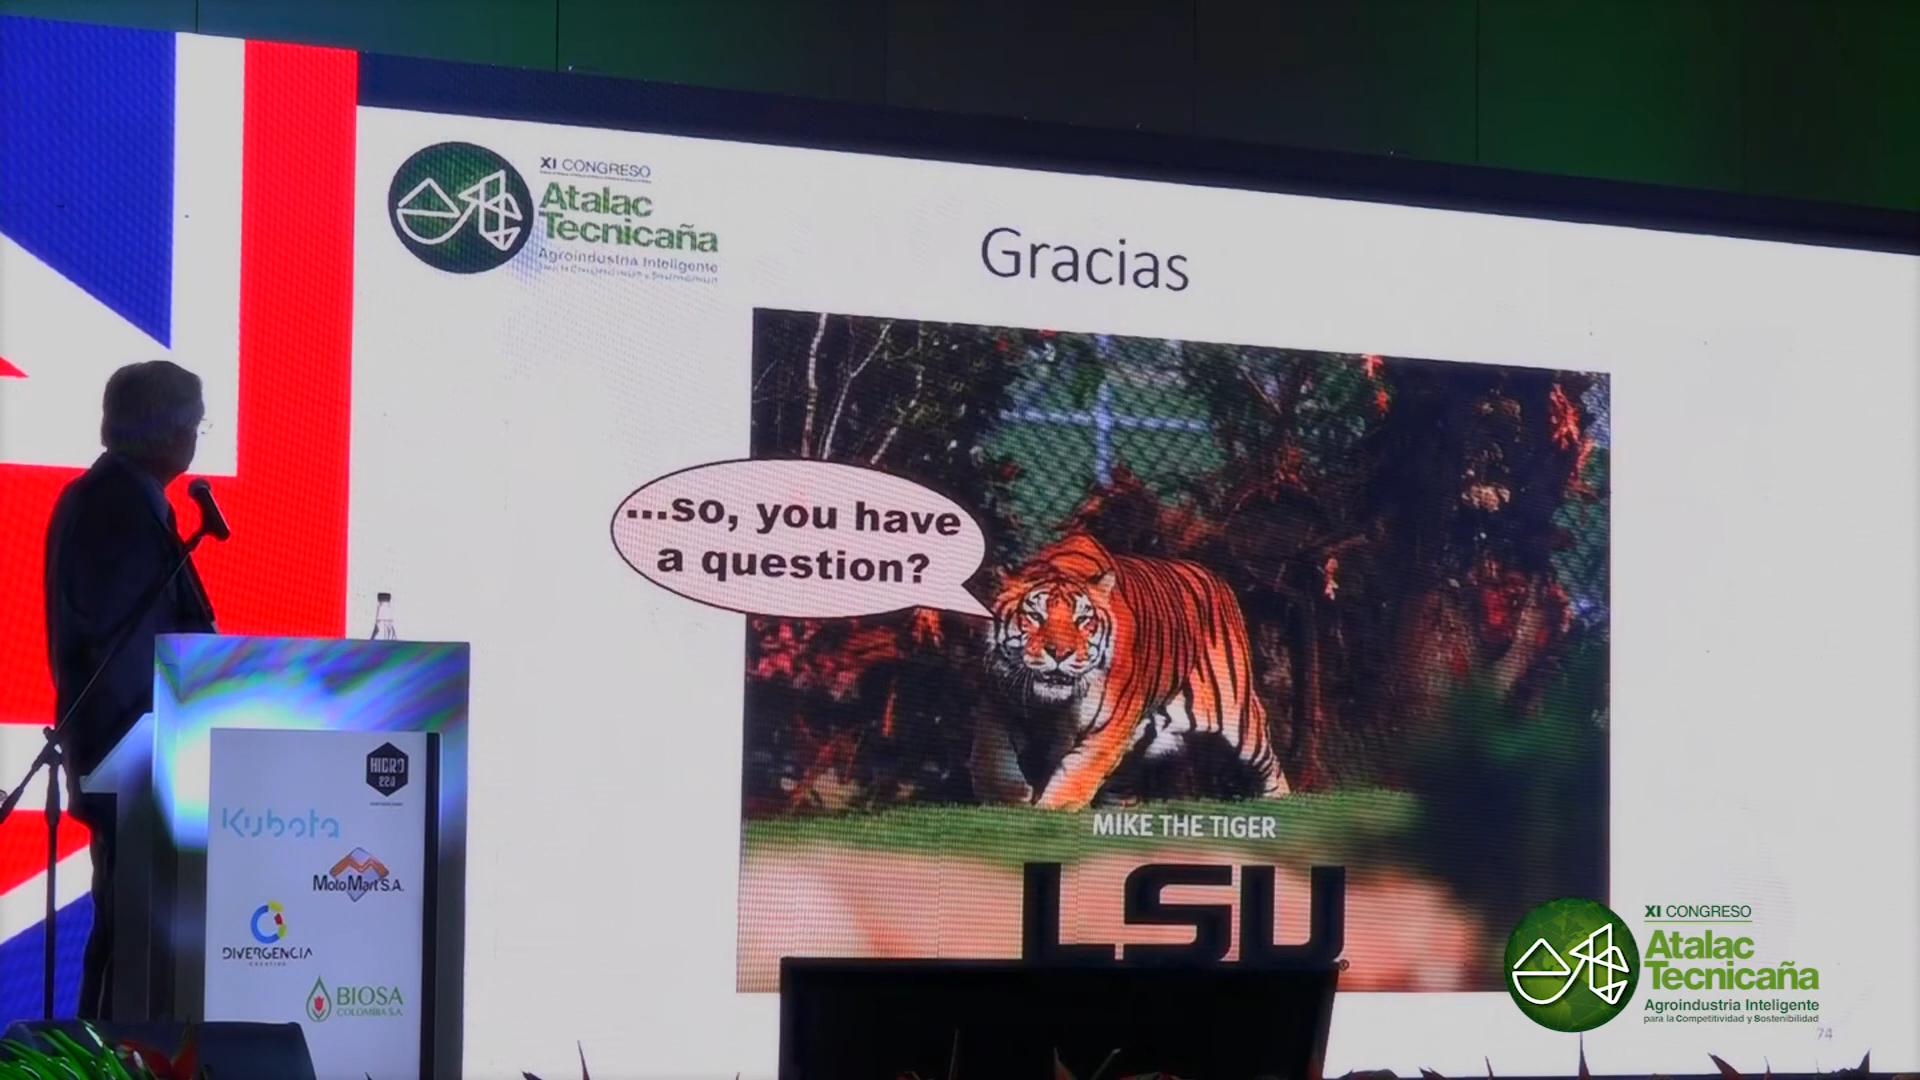 XI CONGRESO
Atalac
Tecnicaña
Agroindustria Inteligente
Gracias
...so, you have
a question?
MIKE THE TIGER
LSU
HIDRO
Kubota
MotoMart S.A.
DIVERGENCIA
BIOSA
COLOMBIA S.A.
XI CONGRESO
Atalac
Tecnicaña
Agroindustria Inteligente
para la Competitividad y Sostenibilidad
74